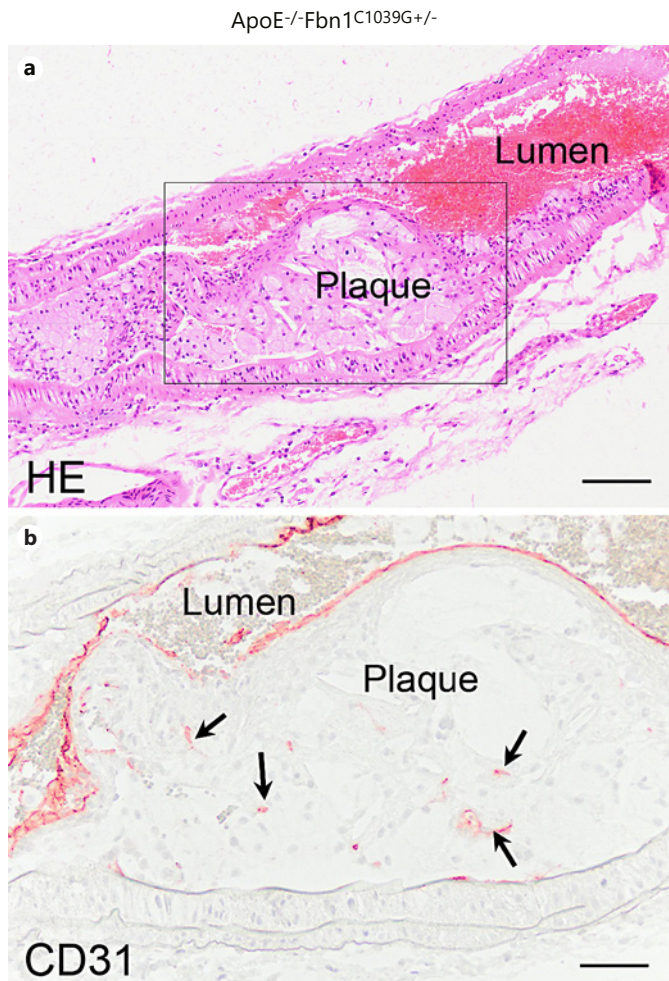 ApoE-/-Fbn1C1039G+/-
a
Lumen
Plaque
HE
b
Lumen
Plaque
CD31